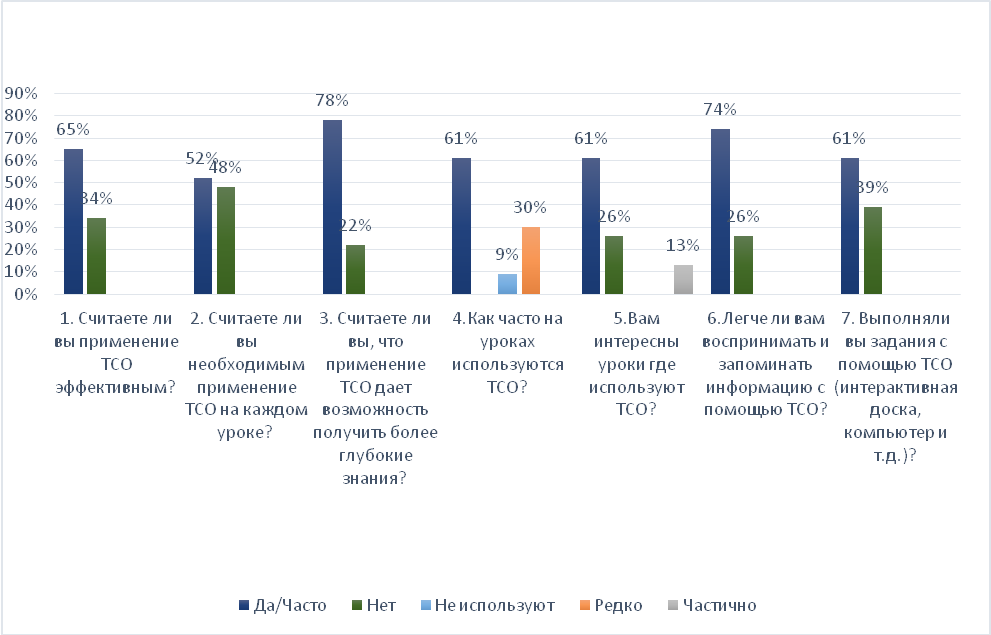 90%
80%
70%
60%
50%
40%
30%
20%
10%
0%
65%
34%
52%
48%
78%
22%
61%
9%
30%
61%
26%
13%
74%
26%
61%
39%
1. Считаете ли
вы применение
ТСО
эффективным?
2. Считаете ли
вы
необходимым
применение
ТСО на каждом
уроке?
3. Считаете ли
вы, что
применение
ТСО дает
возможность
получить более
глубокие
знания?
4.Как часто на
уроках
используются
ТСО?
5.Вам
интересны
уроки где
используют
ТСО?
6.Легче ли вам
воспринимать и
запоминать
информацию с
помощью ТСО?
7. Выполняли
вы задания с
помощью ТСО
(интерактивная
доска,
компьютер и
т.д.)?
Да/Часто
Нет
Не используют
Редко
Частично